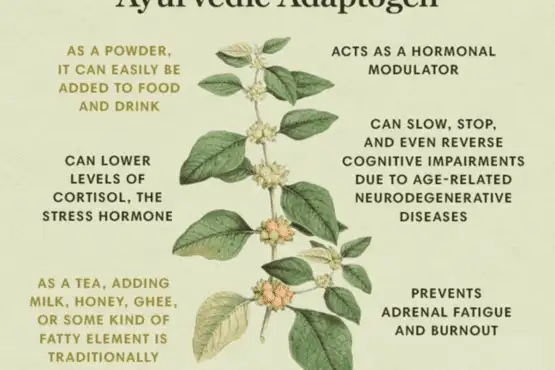 Ayurvedic Adaptogen
AS A POWDER,
IT CAN EASILY BE
ADDED TO FOOD
AND DRINK
ACTS AS A HORMONAL
MODULATOR
CAN LOWER
LEVELS OF
CORTISOL, THE
STRESS HORMONE
CAN SLOW, STOP,
AND EVEN REVERSE
COGNITIVE IMPAIRMENTS
DUE TO AGE-RELATED
NEURODEGENERATIVE
DISEASES
AS A TEA, ADDING
MILK, HONEY, GHEE,
OR SOME KIND OF
FATTY ELEMENT IS
TRADITIONALLY
PREVENTS
ADRENAL FATIGUE
AND BURNOUT